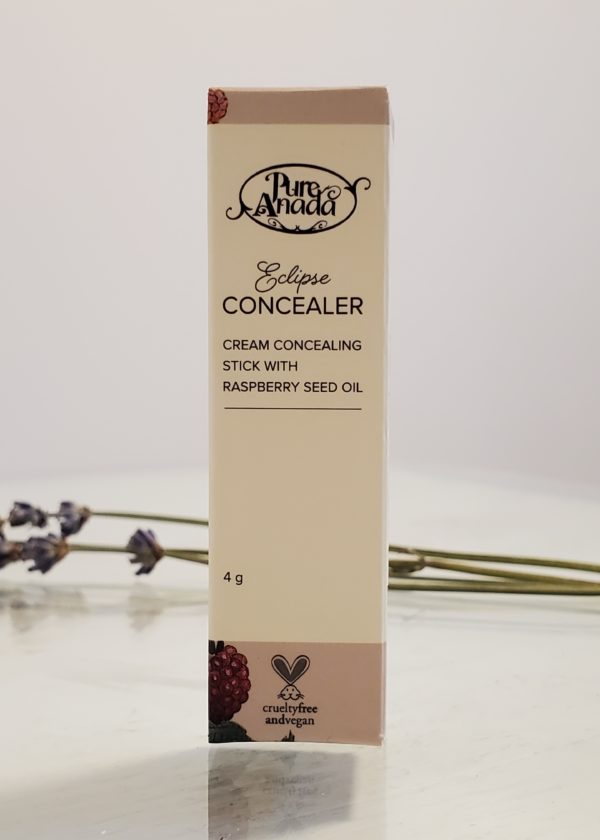 Pure
Anada
Eclipse
CONCEALER
CREAM CONCEALING
STICK WITH
RASPBERRY SEED OIL
4 g
crueltyfree
andvegan